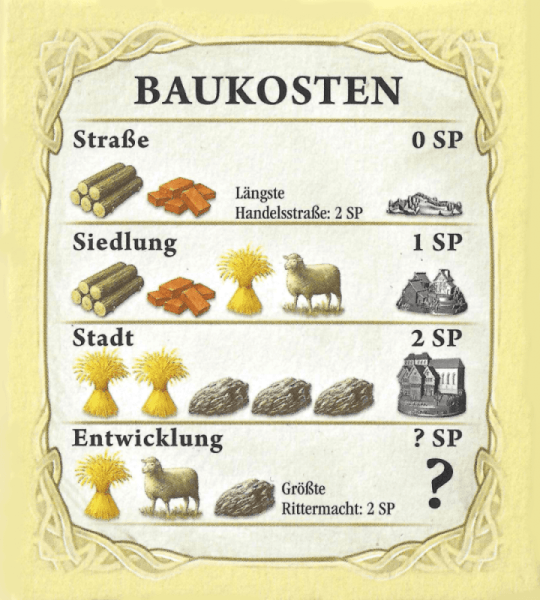 BAUKOSTEN
Straße 0 SP
Längste
Handelsstraße: 2 SP
Siedlung 1 SP
Stadt 2 SP
Entwicklung ? SP
Größte
Rittermacht: 2 SP
?